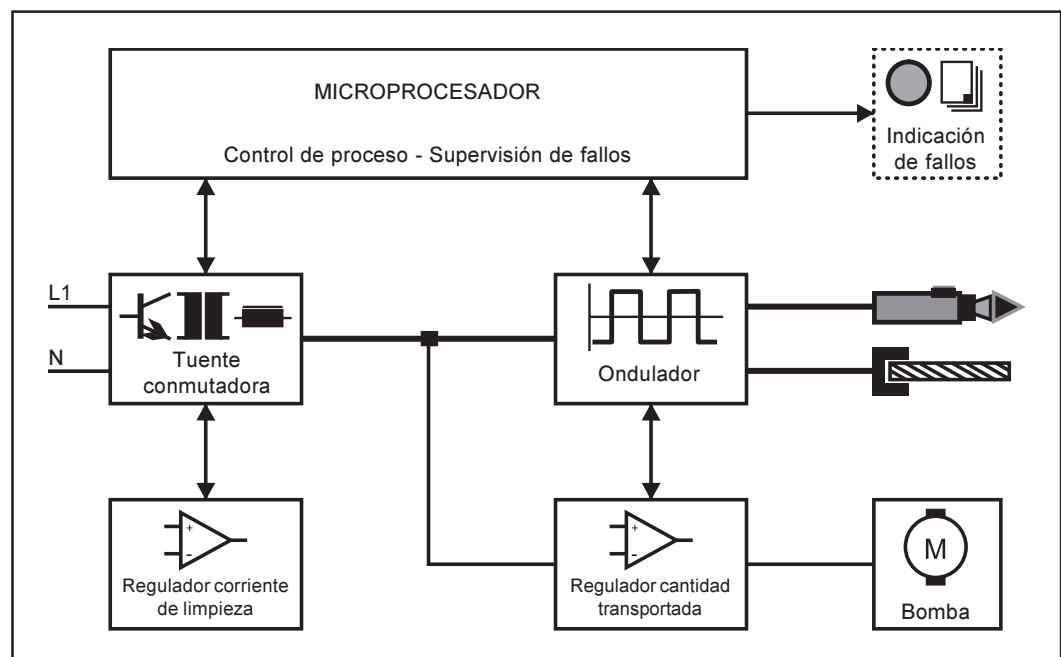 MICROPROCESADOR
Control de proceso - Supervisión de fallos
Indicación
de fallos
L1
N
Tuente
conmutadora
Ondulador
+
-
Regulador corriente
de limpieza
+
-
Regulador cantidad
transportada
M
Bomba